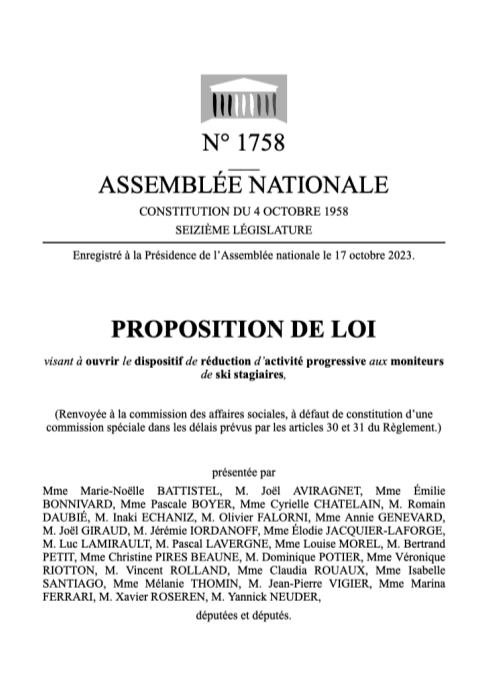 N° 1758
ASSEMBLÉE NATIONALE
CONSTITUTION DU 4 OCTOBRE 1958
SEIZIÈME LÉGISLATURE
Enregistré à la Présidence de l'Assemblée nationale le 17 octobre 2023.
PROPOSITION DE LOI
visant à ouvrir le dispositif de réduction d'activité progressive aux moniteurs
de ski stagiaires,
(Renvoyée à la commission des affaires sociales, à défaut de constitution d'une
commission spéciale dans les délais prévus par les articles 30 et 31 du Règlement.)
présentée par
Mme Marie-Noëlle BATTISTEL, M. Joël AVIRAGNET, Mme Émilie
BONNIVARD, Mme Pascale BOYER, Mme Cyrielle CHATELAIN, M. Romain
DAUBIÉ, M. Inaki ECHANIZ, M. Olivier FALORNI, Mme Annie GENEVARD,
M. Joël GIRAUD, M. Jérémie IORDANOFF, Mme Élodie JACQUIER-LAFORGE,
M. Luc LAMIRAULT, M. Pascal LAVERGNE, Mme Louise MOREL, M. Bertrand
PETIT, Mme Christine PIRES BEAUNE, M. Dominique POTIER, Mme Véronique
RIOTTON, M. Vincent ROLLAND, Mme Claudia ROUAUX, Mme Isabelle
SANTIAGO, Mme Mélanie THOMIN, M. Jean-Pierre VIGIER, Mme Marina
FERRARI, M. Xavier ROSEREN, M. Yannick NEUDER,
députées et députés.